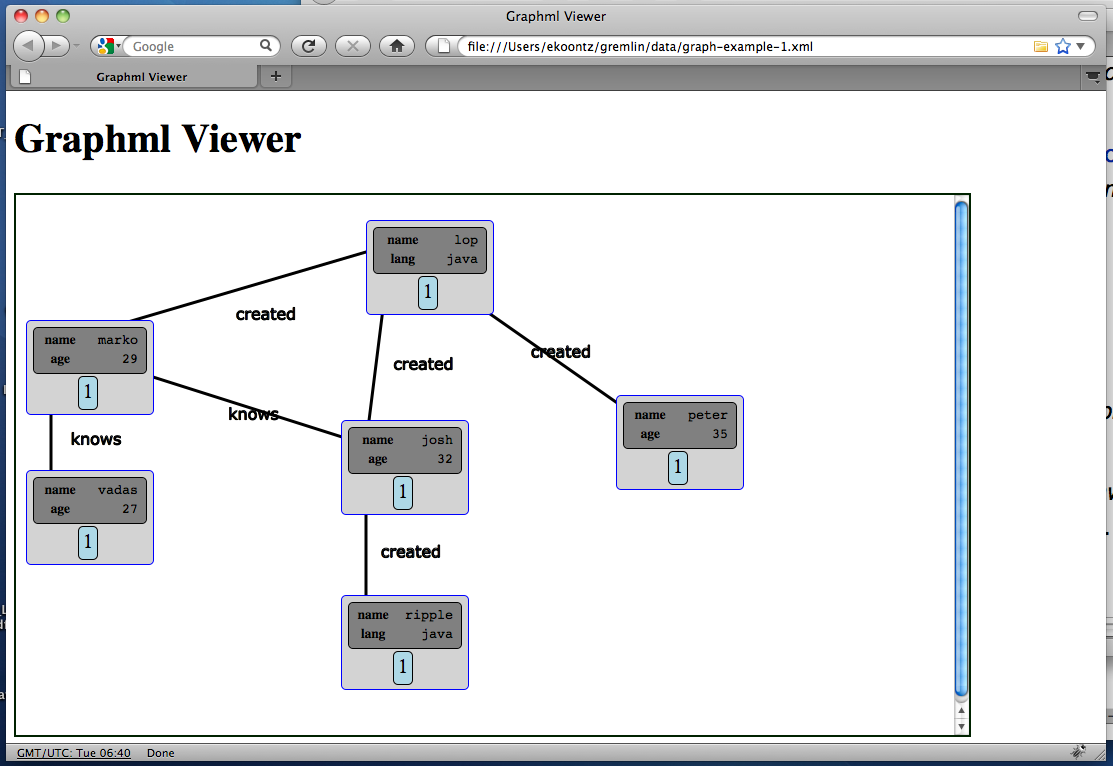 Graphml Viewer
Google
file:///Users/ekoontz/gremlin/data/graph-example-1.xml
Graphml Viewer
Graphml Viewer
name lop
lang java
1
created
name marko
age 29
1
created
created
knows
knows
name peter
age 35
1
name josh
age 32
1
name vadas
age 27
1
created
name ripple
lang java
1
GMT/UTC: Tue 06:40
Done